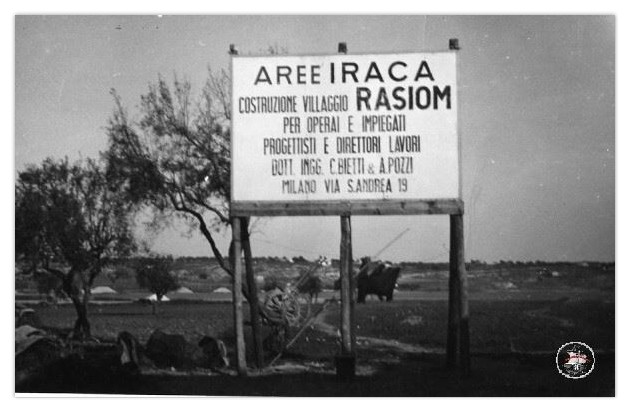 AREE IRACA
COSTRUZIONE VILLAGGIO RASIOM
PER OPERAI E IMPIEGATI
PROGETTISTI E DIRETTORI LAVORI
DOTT. INGG. C.BIETTI & A.POZZI
MILANO VIA S.ANDREA 19